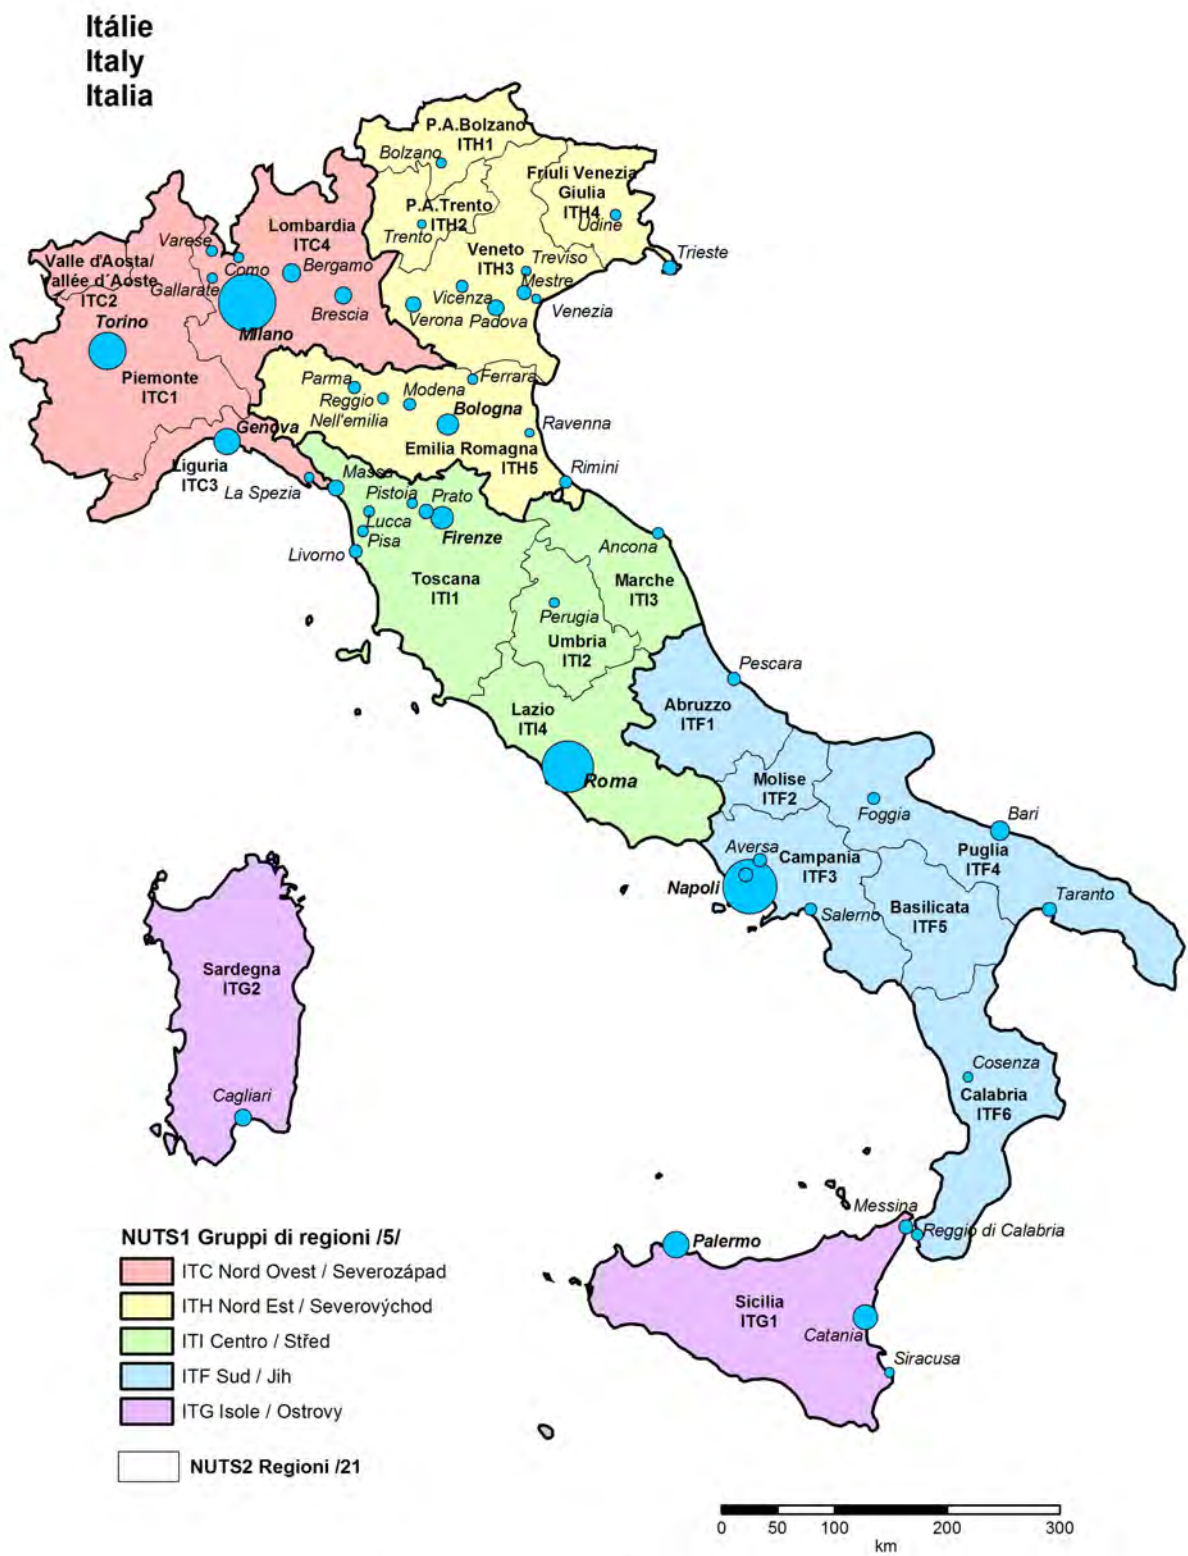 Itálie
Italy
Italia
P.A.Bolzano
ITH1
Bolzano
Friuli Venezia
Giulia
ITH4
Udine
P.A.Trento
ITH2
Trento
Trieste
Lombardia
ITC4
Varese
Como
Bergamo
Gallarate
Brescia
Milano
Valle d'Aosta/
Vallée d´Aoste
ITC2
Torino
Piemonte
ITC1
Veneto
ITH3
Treviso
Mestre
Vicenza
Venezia
Verona
Padova
Parma
Reggio
Nell'emilia
Modena
Ferrara
Bologna
Ravenna
Emilia Romagna
ITH5
Rimini
Genova
Liguria
ITC3
La Spezia
Massa
Pistoia
Prato
Lucca
Firenze
Pisa
Livorno
Toscana
ITI1
Ancona
Marche
ITI3
Perugia
Umbria
ITI2
Pescara
Lazio
ITI4
Abruzzo
ITF1
Roma
Molise
ITF2
Foggia
Bari
Aversa
Campania
ITF3
Puglia
ITF4
Napoli
Salerno
Basilicata
ITF5
Taranto
Sardegna
ITG2
Cagliari
Cosenza
Calabria
ITF6
Messina
Reggio di Calabria
Palermo
Sicilia
ITG1
Catania
Siracusa
NUTS1 Gruppi di regioni /5/
ITC Nord Ovest / Severozápad
ITH Nord Est / Severovýchod
ITI Centro / Střed
ITF Sud / Jih
ITG Isole / Ostrovy
NUTS2 Regioni /21
0 50 100 200 300
km